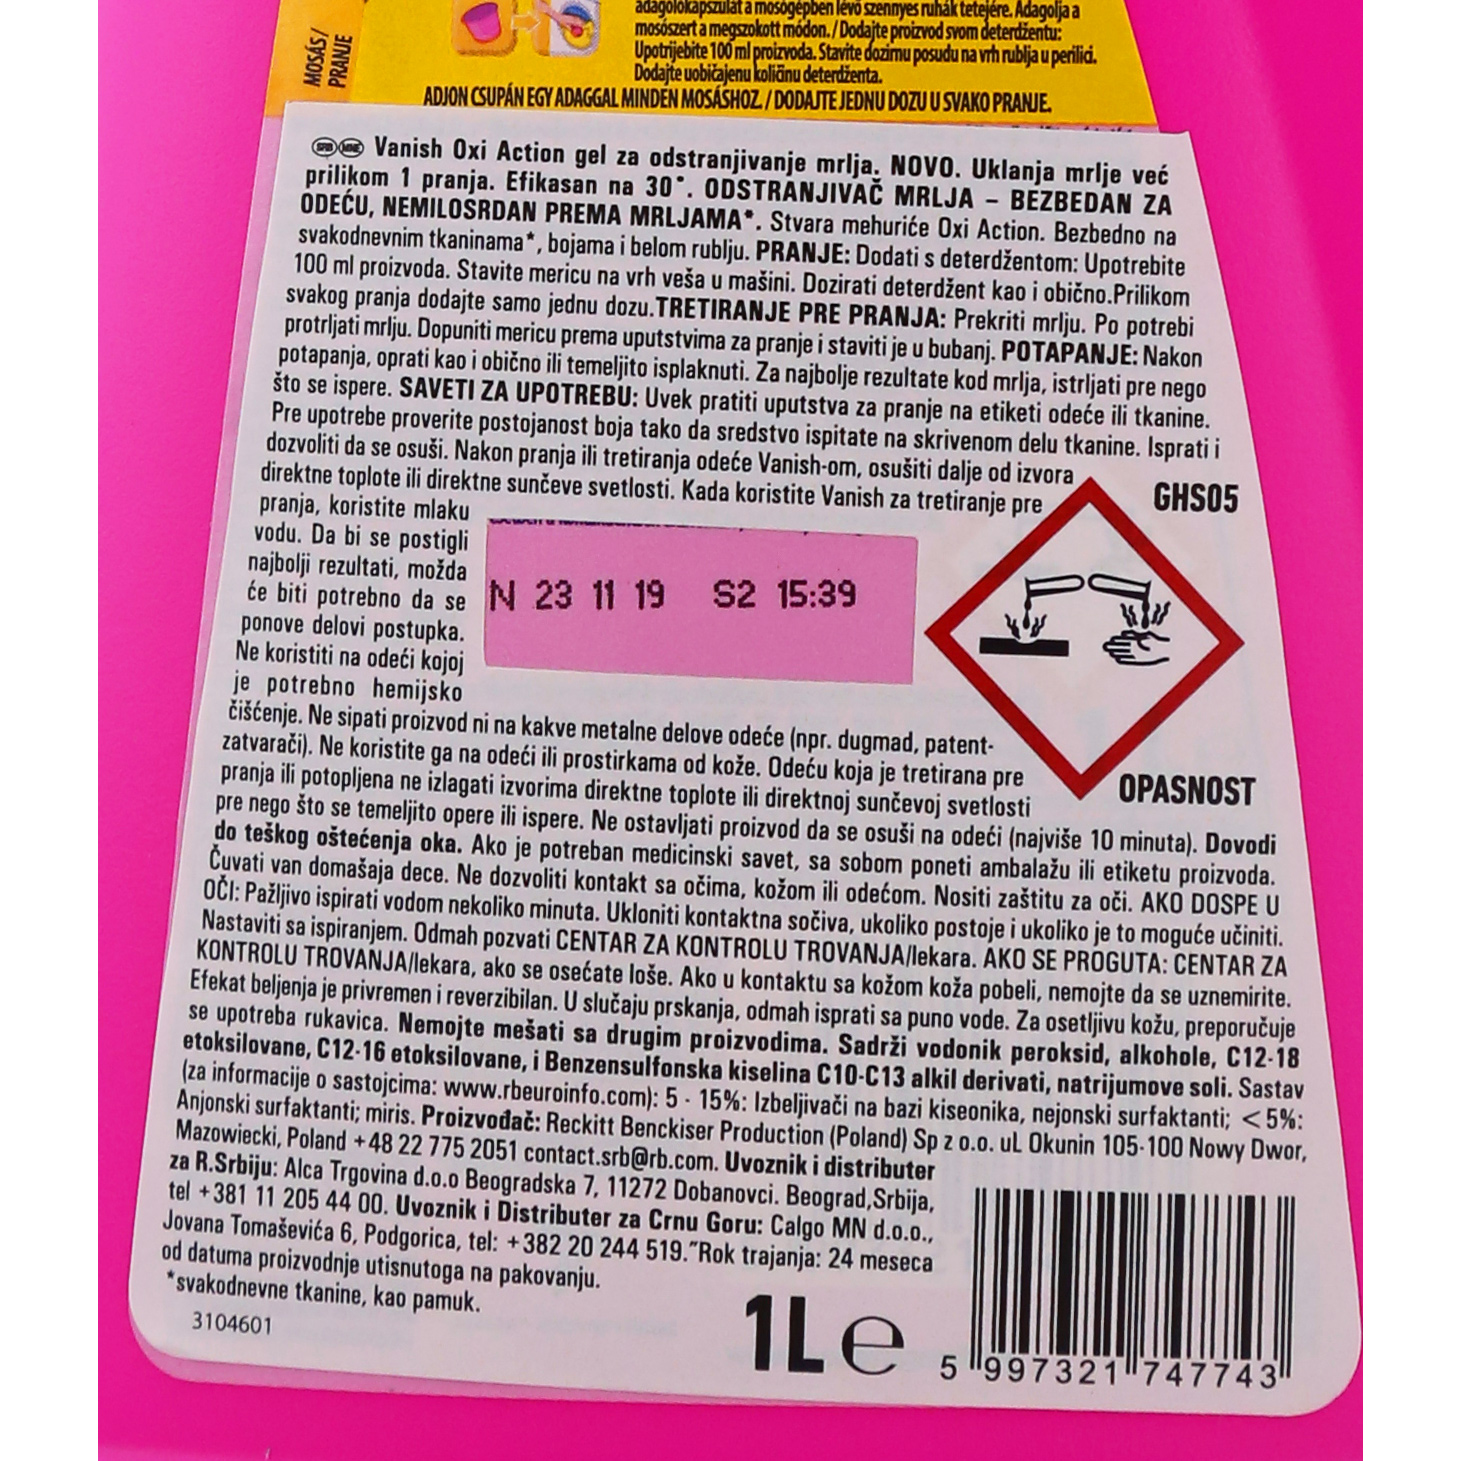 adagolókapszulát a mosógépben lévő szennyes ruhák tetejére. Adagolja a
mosószert a megszokott módon. / Dodajte proizvod svom deterdžentu:
Upotrijebite 100 ml proizvoda. Stavite dozirnu posudu na vrh rublja u perilici.
Dodajte uobičajenu količinu deterdženta.
MOSÁS/
PRANJE
ADJON CSUPÁN EGY ADAGGAL MINDEN MOSÁSHOZ. / DODAJTE JEDNU DOZU U SVAKO PRANJE.
SRB MNE Vanish Oxi Action gel za odstranjivanje mrlja. NOVO. Uklanja mrlje već
prilikom 1 pranja. Efikasan na 30°. ODSTRANJIVAČ MRLJA – BEZBEDAN ZA
ODEĆU, NEMILOSRDAN PREMA MRLJAMA*. Stvara mehuriće Oxi Action. Bezbedno na
svakodnevnim tkaninama*, bojama i belom rublju. PRANJE: Dodati s deterdžentom: Upotrebite
100 ml proizvoda. Stavite mericu na vrh veša u mašini. Dozirati deterdžent kao i obično.Prilikom
svakog pranja dodajte samo jednu dozu.TRETIRANJE PRE PRANJA: Prekriti mrlju. Po potrebi
protrljati mrlju. Dopuniti mericu prema uputstvima za pranje i staviti je u bubanj. POTAPANJE: Nakon
potapanja, oprati kao i obično ili temeljito isplaknuti. Za najbolje rezultate kod mrlja, istrljati pre nego
što se ispere. SAVETI ZA UPOTREBU: Uvek pratiti uputstva za pranje na etiketi odeće ili tkanine.
Pre upotrebe proverite postojanost boja tako da sredstvo ispitate na skrivenom delu tkanine. Isprati i
dozvoliti da se osuši. Nakon pranja ili tretiranja odeće Vanish-om, osušiti dalje od izvora
direktne toplote ili direktne sunčeve svetlosti. Kada koristite Vanish za tretiranje pre
GHS05
pranja, koristite mlaku
vodu. Da bi se postigli
najbolji rezultati, možda
će biti potrebno da se
ponove delovi postupka.
Ne koristiti na odeći kojoj
je potrebno hemijsko
N 23 11 19 S2 15:39
čišćenje. Ne sipati proizvod ni na kakve metalne delove odeće (npr. dugmad, patent-
zatvarači). Ne koristite ga na odeći ili prostirkama od kože. Odeću koja je tretirana pre
pranja ili potopljena ne izlagati izvorima direktne toplote ili direktnoj sunčevoj svetlosti
OPASNOST
pre nego što se temeljito opere ili ispere. Ne ostavljati proizvod da se osuši na odeći (najviše 10 minuta). Dovodi
do teškog oštećenja oka. Ako je potreban medicinski savet, sa sobom poneti ambalažu ili etiketu proizvoda.
Čuvati van domašaja dece. Ne dozvoliti kontakt sa očima, kožom ili odećom. Nositi zaštitu za oči. AKO DOSPE U
OČI: Pažljivo ispirati vodom nekoliko minuta. Ukloniti kontaktna sočiva, ukoliko postoje i ukoliko je to moguće učiniti.
Nastaviti sa ispiranjem. Odmah pozvati CENTAR ZA KONTROLU TROVANJA/lekara. AKO SE PROGUTA: CENTAR ZA
KONTROLU TROVANJA/lekara, ako se osećate loše. Ako u kontaktu sa kožom koža pobeli, nemojte da se uznemirite.
Efekat beljenja je privremen i reverzibilan. U slučaju prskanja, odmah isprati sa puno vode. Za osetljivu kožu, preporučuje
se upotreba rukavica. Nemojte mešati sa drugim proizvodima. Sadrži vodonik peroksid, alkohole, C12-18
etoksilovane, C12-16 etoksilovane, i Benzensulfonska kiselina C10-C13 alkil derivati, natrijumove soli. Sastav
(za informacije o sastojcima: www.rbeuroinfo.com): 5 - 15%: Izbeljivači na bazi kiseonika, nejonski surfaktanti; <5%:
Anjonski surfaktanti; miris. Proizvođač: Reckitt Benckiser Production (Poland) Sp z o.o. ul. Okunin 105-100 Nowy Dwor,
Mazowiecki, Poland +48 22 775 2051 contact.srb@rb.com. Uvoznik i distributer
za R.Srbiju: Alca Trgovina d.o.o Beogradska 7, 11272 Dobanovci. Beograd,Srbija,
tel +381 11 205 44 00. Uvoznik i Distributer za Crnu Goru: Calgo MN d.o.o.,
Jovana Tomaševića 6, Podgorica, tel: +382 20 244 519.˝Rok trajanja: 24 meseca
od datuma proizvodnje utisnutoga na pakovanju.
*svakodnevne tkanine, kao pamuk.
3104601
1L e
5 997321 747743